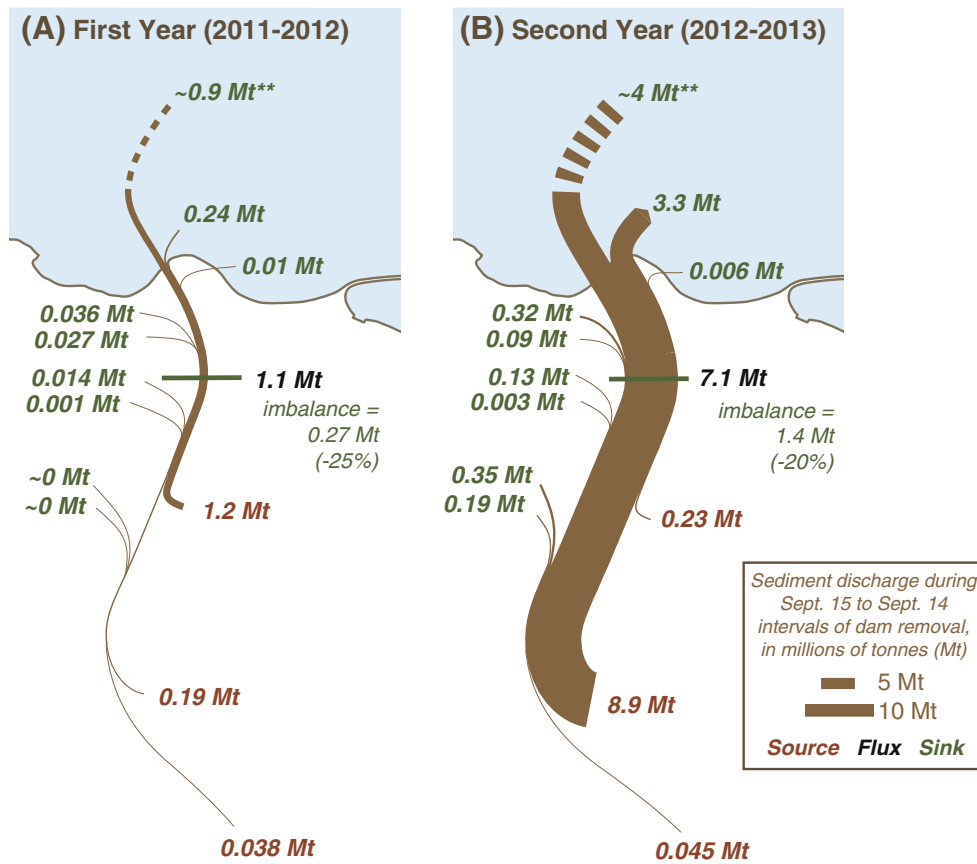 (A) First Year (2011-2012)
~0.9 Mt**
0.24 Mt
0.01 Mt
0.036 Mt
0.027 Mt
0.014 Mt
0.001 Mt
1.1 Mt
imbalance =
0.27 Mt
(-25%)
~0 Mt
~0 Mt
1.2 Mt
0.19 Mt
0.038 Mt
(B) Second Year (2012-2013)
~4 Mt**
3.3 Mt
0.006 Mt
0.32 Mt
0.09 Mt
0.13 Mt
0.003 Mt
7.1 Mt
imbalance =
1.4 Mt
(-20%)
0.35 Mt
0.19 Mt
0.23 Mt
8.9 Mt
0.045 Mt
Sediment discharge during
Sept. 15 to Sept. 14
intervals of dam removal,
in millions of tonnes (Mt)
5 Mt
10 Mt
Source Flux Sink